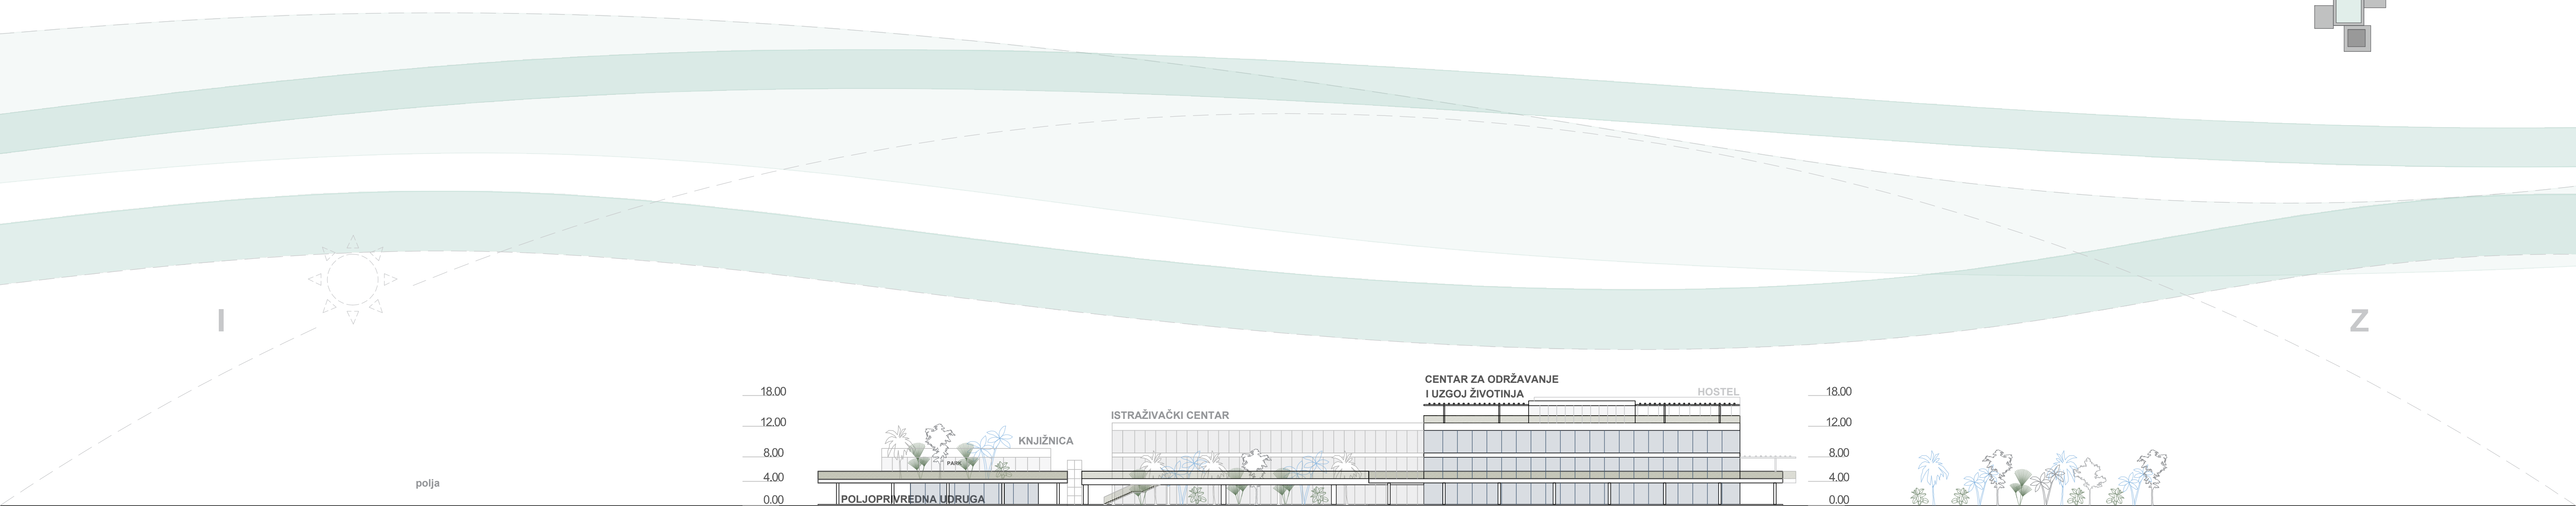 I
Z
CENTAR ZA ODRŽAVANJE
I UZGOJ ŽIVOTINJA
HOSTEL
18.00
18.00
ISTRAŽIVAČKI CENTAR
12.00
12.00
KNJIŽNICA
8.00
8.00
PARK
4.00
4.00
polja
0.00
POLJOPRIVREDNA UDRUGA
0.00